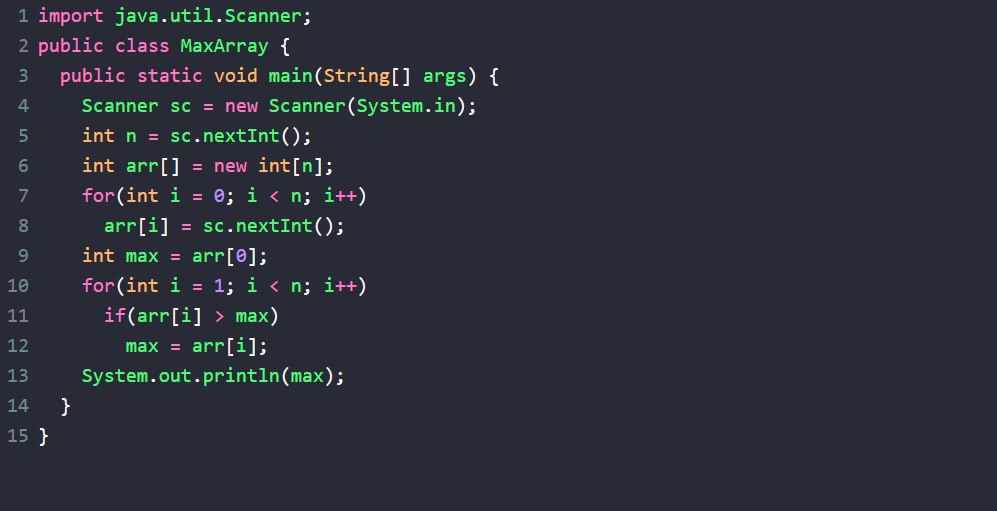 1 import java.util.Scanner;
2 public class MaxArray {
3   public static void main(String[] args) {
4     Scanner sc = new Scanner(System.in);
5     int n = sc.nextInt();
6     int arr[] = new int[n];
7     for(int i = 0; i < n; i++)
8       arr[i] = sc.nextInt();
9     int max = arr[0];
10     for(int i = 1; i < n; i++)
11       if(arr[i] > max)
12         max = arr[i];
13     System.out.println(max);
14   }
15 }